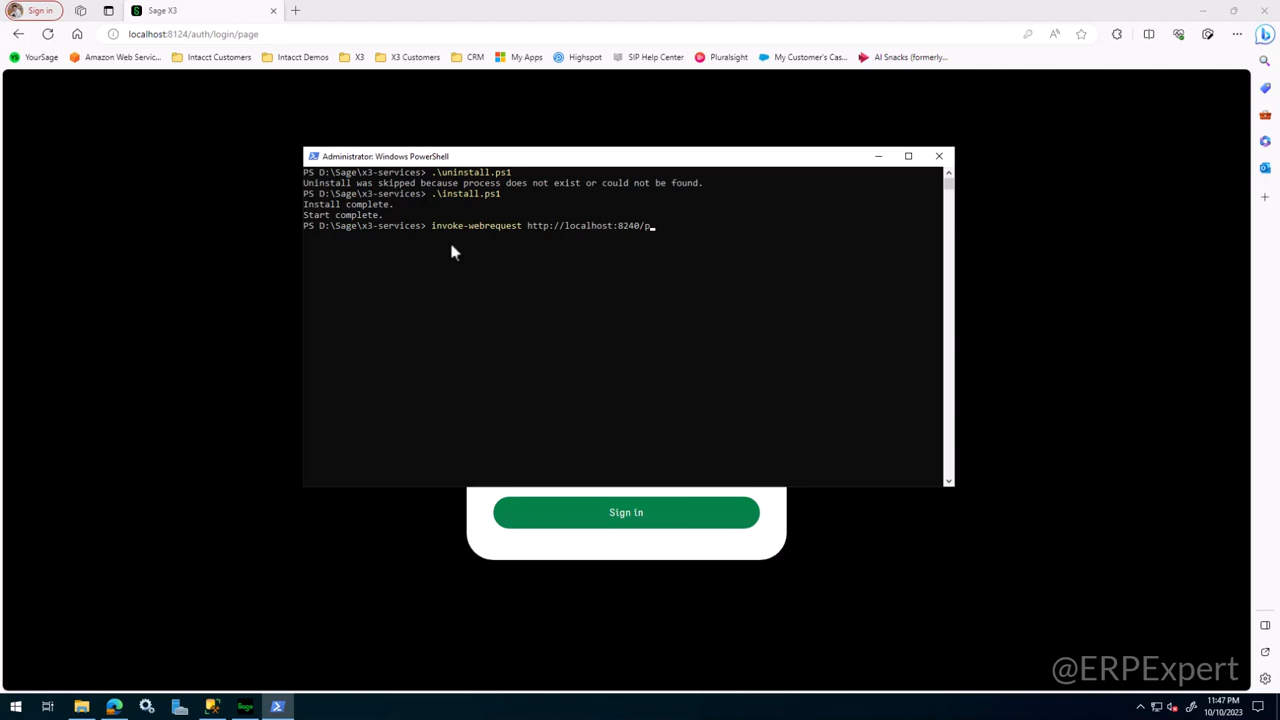 Sign in
Sage X3
localhost:8124/auth/login/page
YourSage
Amazon Web Servic...
Intacct Customers
Intacct Demos
X3
X3 Customers
CRM
My Apps
Highspot
SIP Help Center
Pluralsight
My Customer's Cas...
AI Snacks (formerly...
Administrator: Windows PowerShell
PS D:\Sage\x3-services> .\uninstall.ps1
Uninstall was skipped because process does not exist or could not be found.
PS D:\Sage\x3-services> .\install.ps1
Install complete.
Start complete.
PS D:\Sage\x3-services> invoke-webrequest http://localhost:8240/p_
Sign in
@ERPExpert
Sage
11:47 PM
10/10/2023